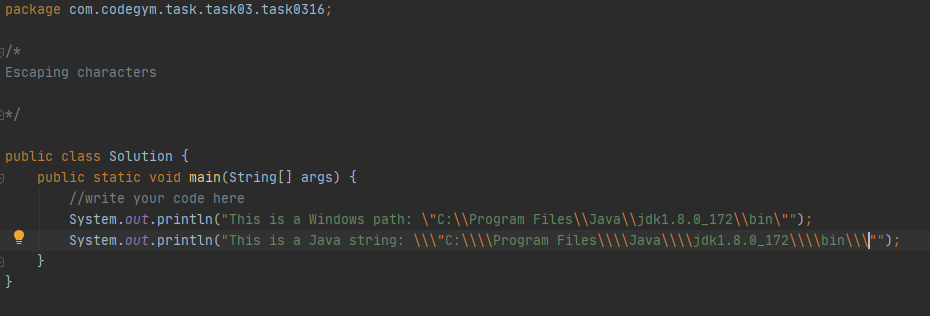 package com.codegym.task.task03.task0316;
/*
Escaping characters
*/
public class Solution {
    public static void main(String[] args) {
        //write your code here
        System.out.println("This is a Windows path: \"C:\\Program Files\\Java\\jdk1.8.0_172\\bin\"");
        System.out.println("This is a Java string: \\\"C:\\\\Program Files\\\\Java\\\\jdk1.8.0_172\\\\bin\\\"");
    }
}